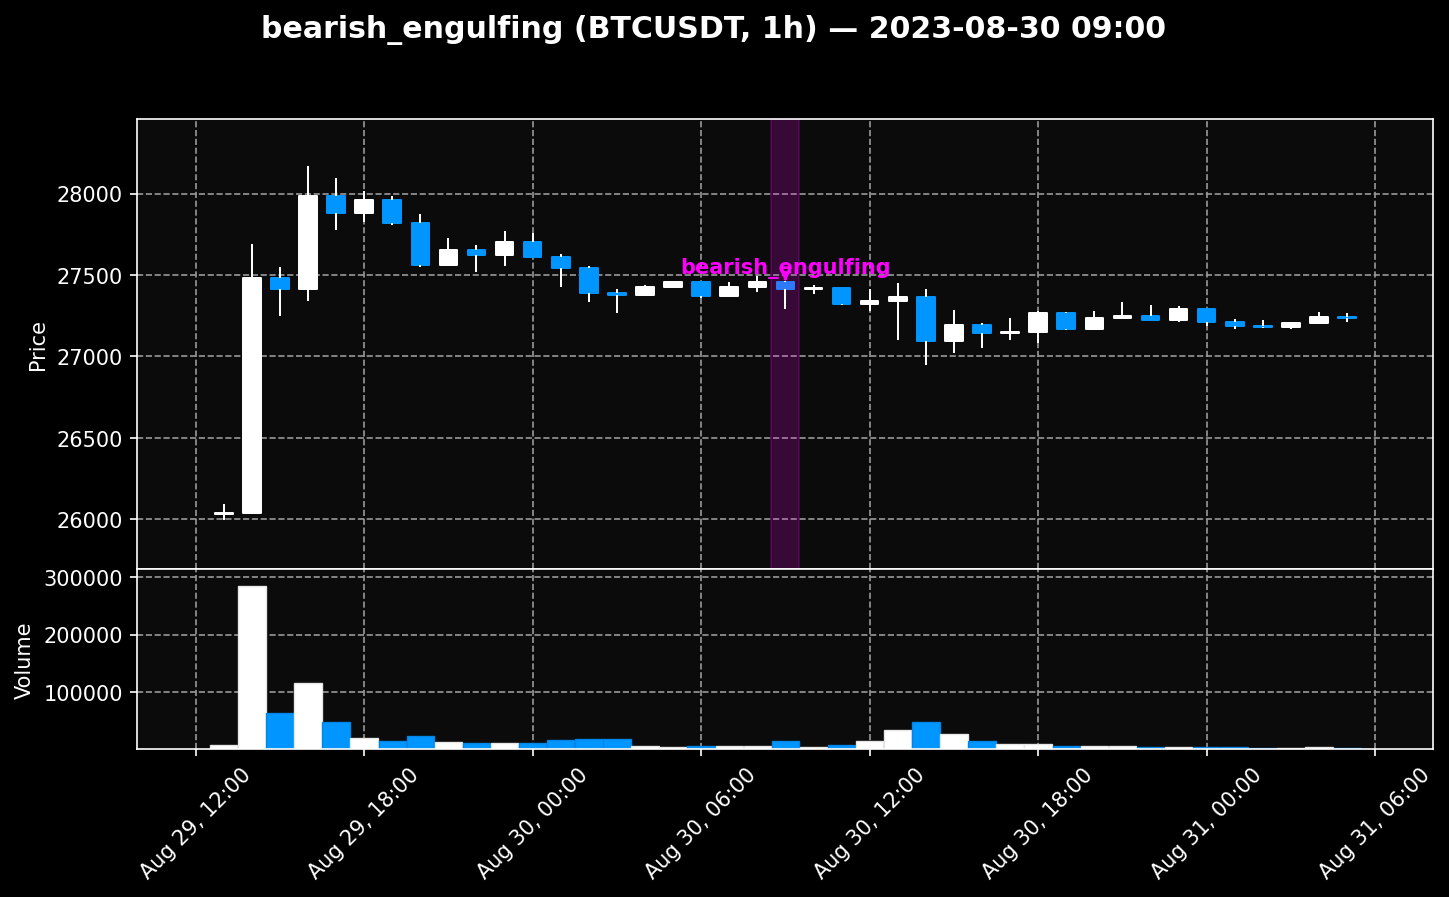 bearish_engulfing (BTCUSDT, 1h) — 2023-08-30 09:00
28000
27500
27000
26500
26000
Price
bearish_engulfing
300000
200000
100000
Volume
Aug 29, 12:00
Aug 29, 18:00
Aug 30, 00:00
Aug 30, 06:00
Aug 30, 12:00
Aug 30, 18:00
Aug 31, 00:00
Aug 31, 06:00